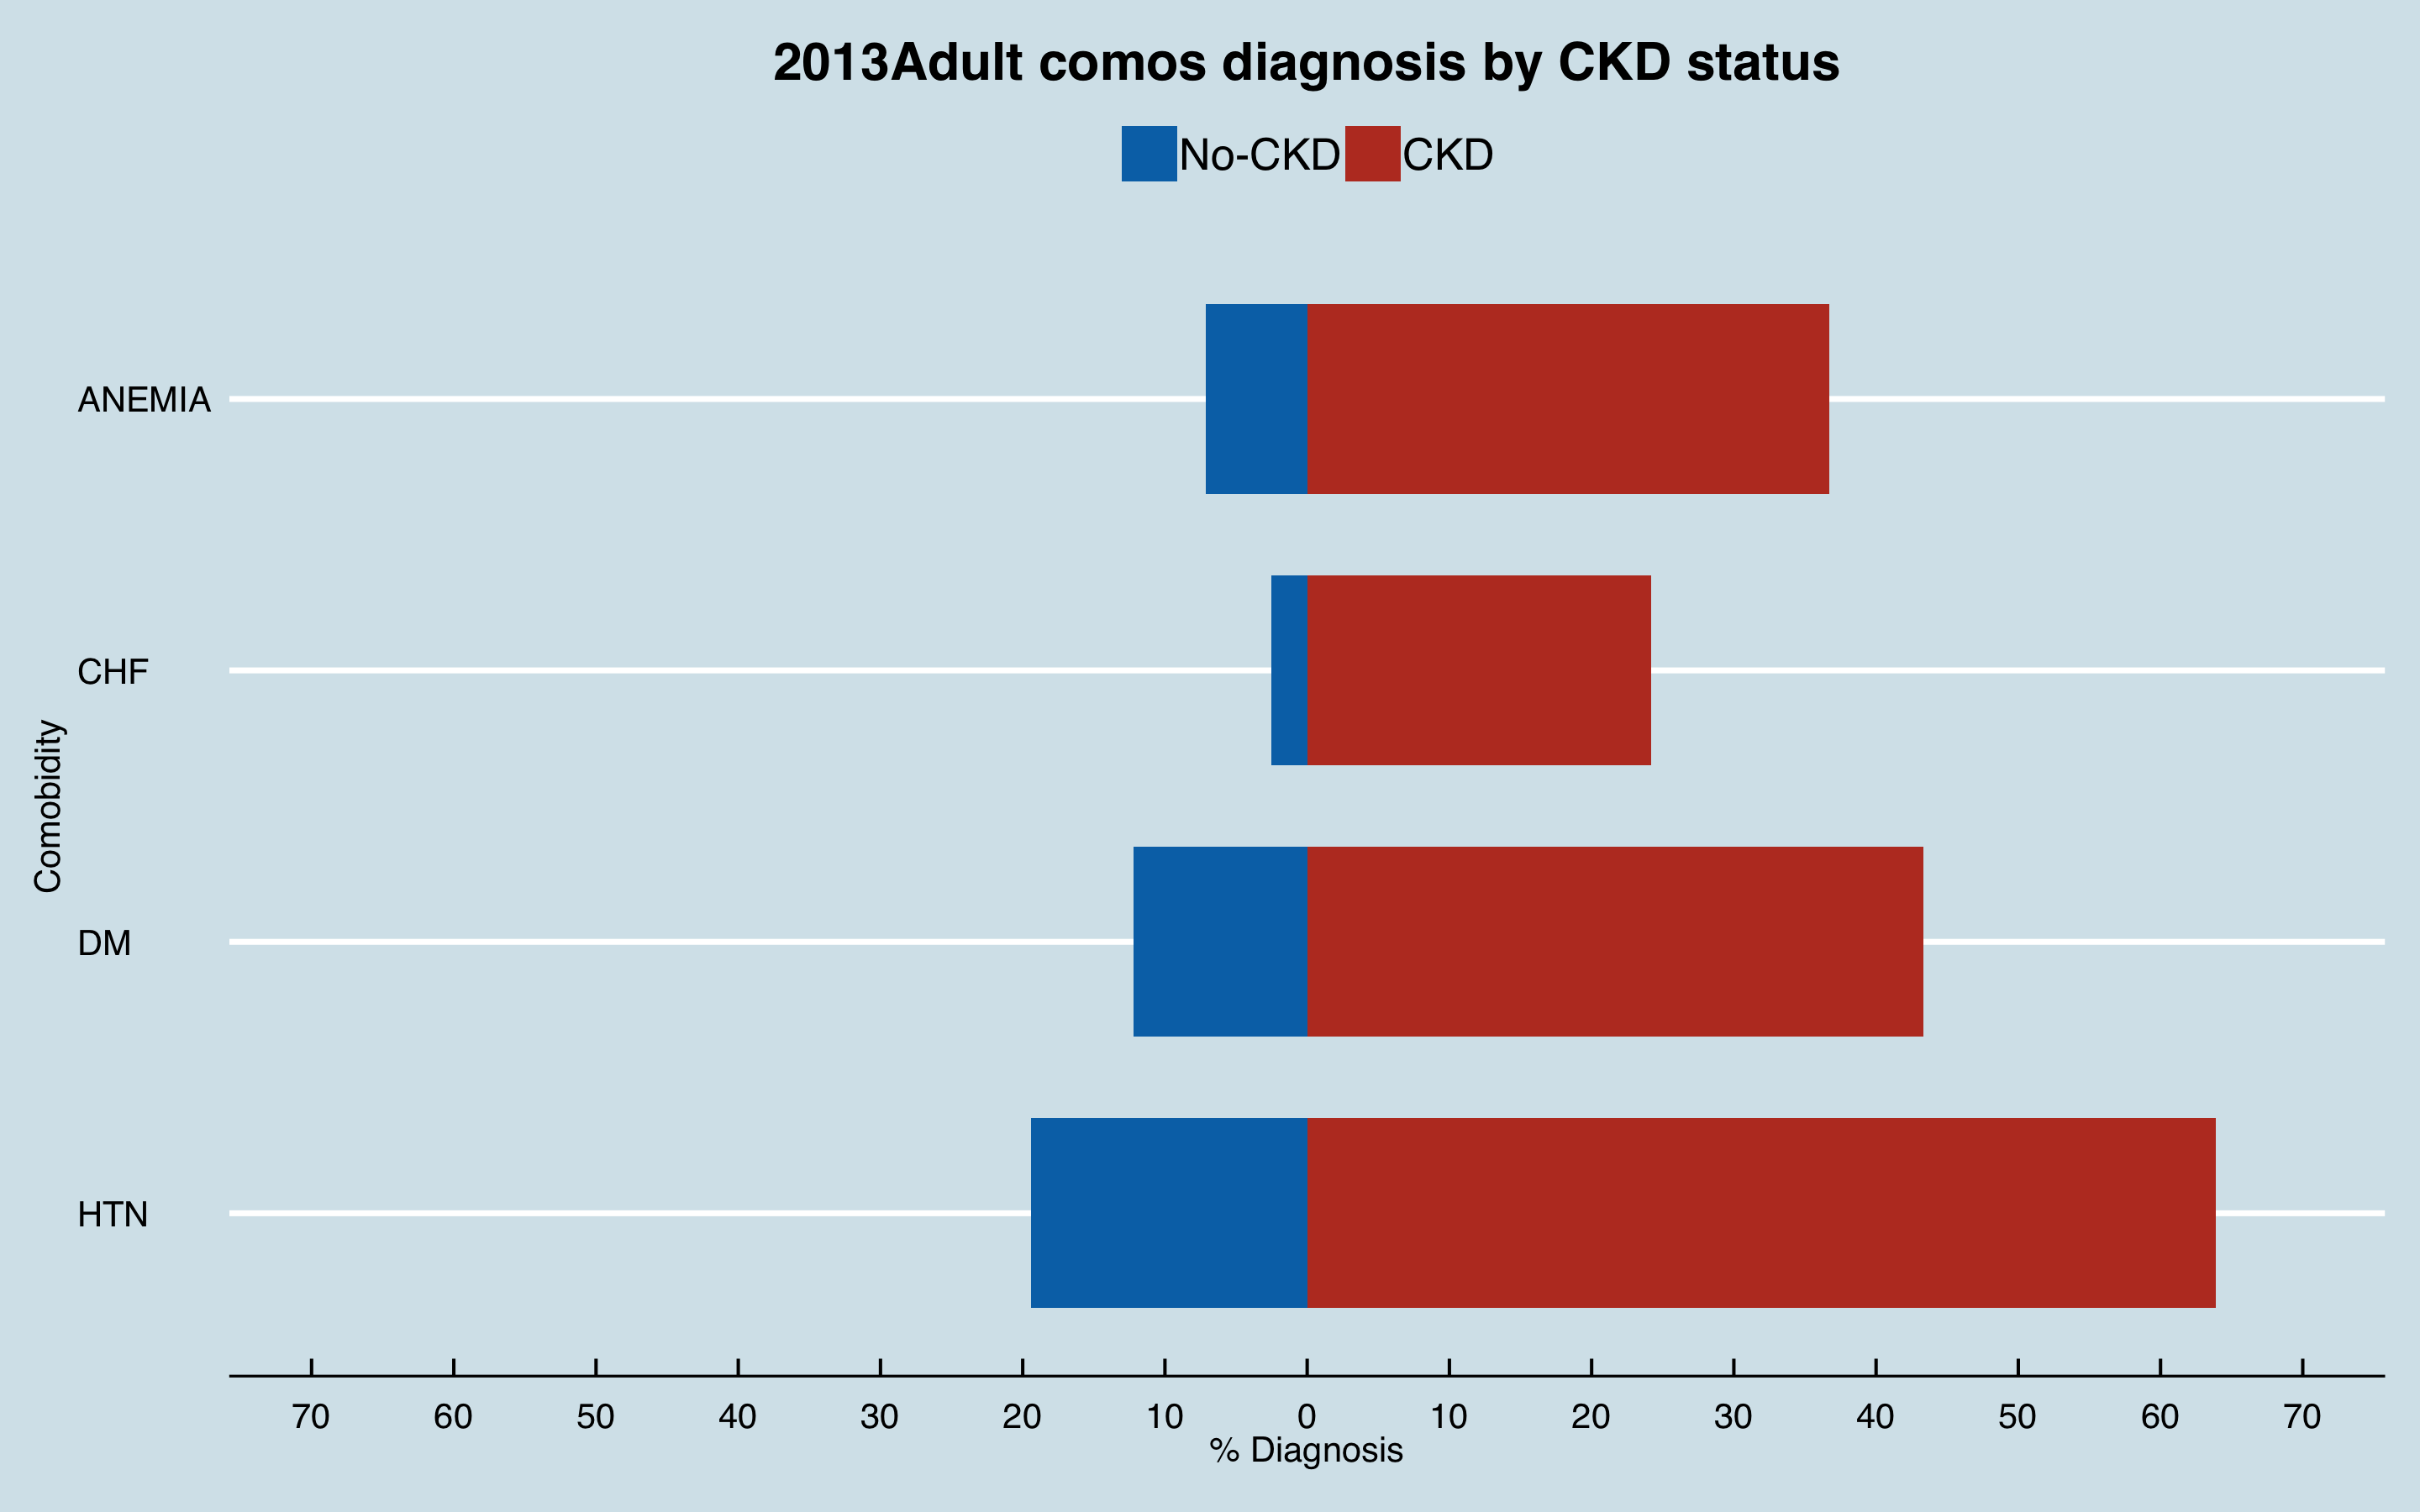 2013Adult comos diagnosis by CKD status
No-CKD CKD
ANEMIA
CHF
DM
HTN
Comobidity
70 60 50 40 30 20 10 0 10 20 30 40 50 60 70
% Diagnosis